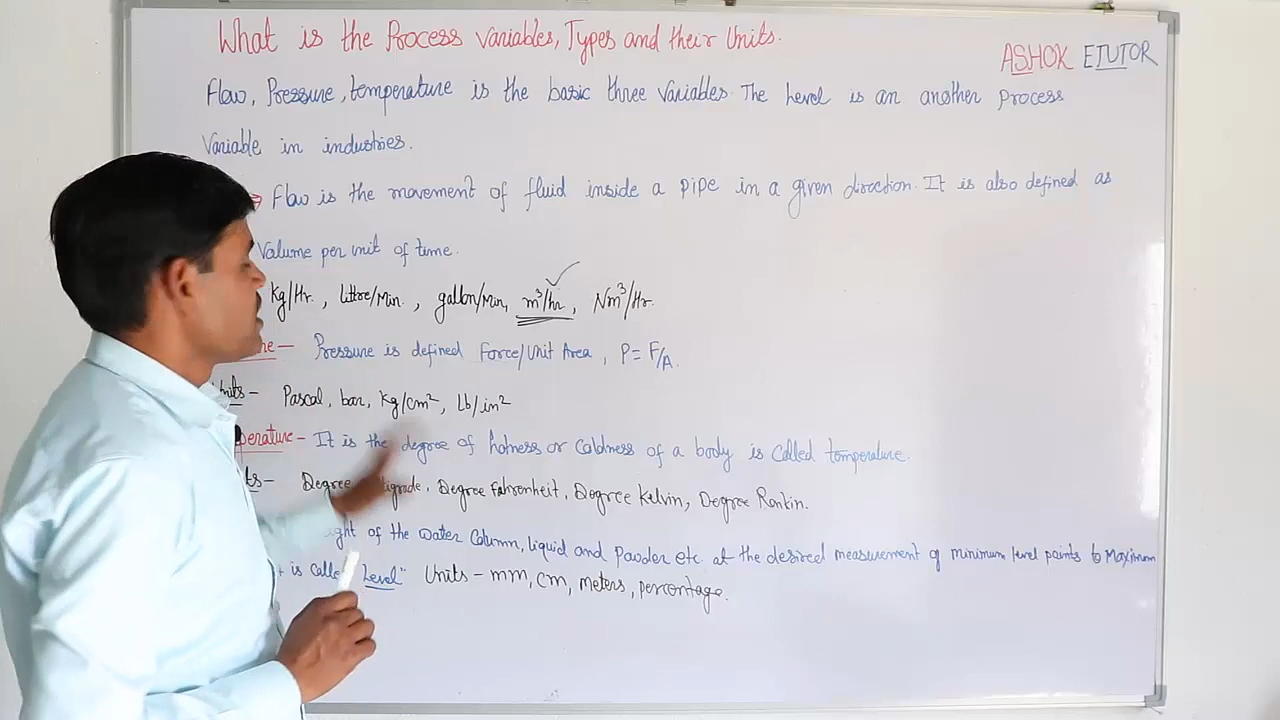 What is the Process Variables, Types and their Units.
ASHOK EJUTOR
Flow, Pressure, temperature is the basic three variables. The Level is an another process
Variable in industries.
Flow is the movement of fluid inside a pipe in a given direction. It is also defined as
Valume per unit of time.
Kg/Hr, littre/Min, gallon/Min, m³/hr, Nm³/Hr.
Pressure is defined Force/Unit Area, P = F/A.
Pascal, bar, Kg/cm², Lb/in²
It is the degree of hotness or coldness of a body is called temperature.
Degree Degree Fahrenheit, Degree Kelvin, Degree Rankin.
of the water Column, liquid and Powder etc. at the desired measurement of minimum level points to Maximum
is called "Level" Units - mm, cm, meters, percentage.